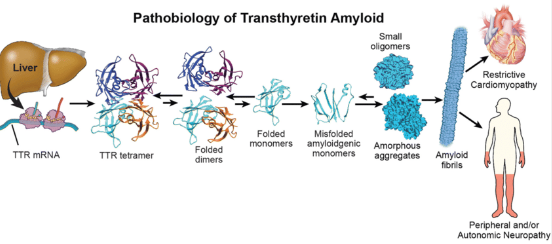 Pathobiology of Transthyretin Amyloid
Liver
TTR mRNA
TTR tetramer
Folded
dimers
Folded
monomers
Misfolded
amyloidgenic
monomers
Small
oligomers
Amorphous
aggregates
Amyloid
fibrils
Restrictive
Cardiomyopathy
Peripheral and/or
Autonomic Neuropathy